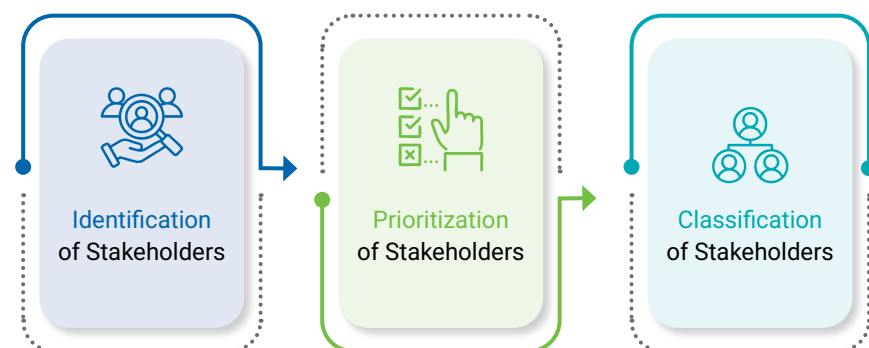 Identification
of Stakeholders
Prioritization
of Stakeholders
Classification
of Stakeholders